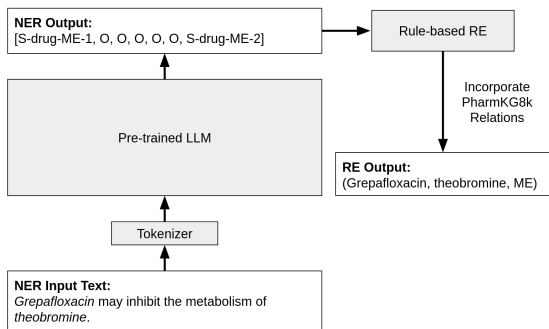 NER Output:
[S-drug-ME-1, O, O, O, O, O, S-drug-ME-2]
Rule-based RE
Incorporate
PharmKG8k
Relations
Pre-trained LLM
RE Output:
(Grepafloxacin, theobromine, ME)
Tokenizer
NER Input Text:
Grepafloxacin may inhibit the metabolism of
theobromine.